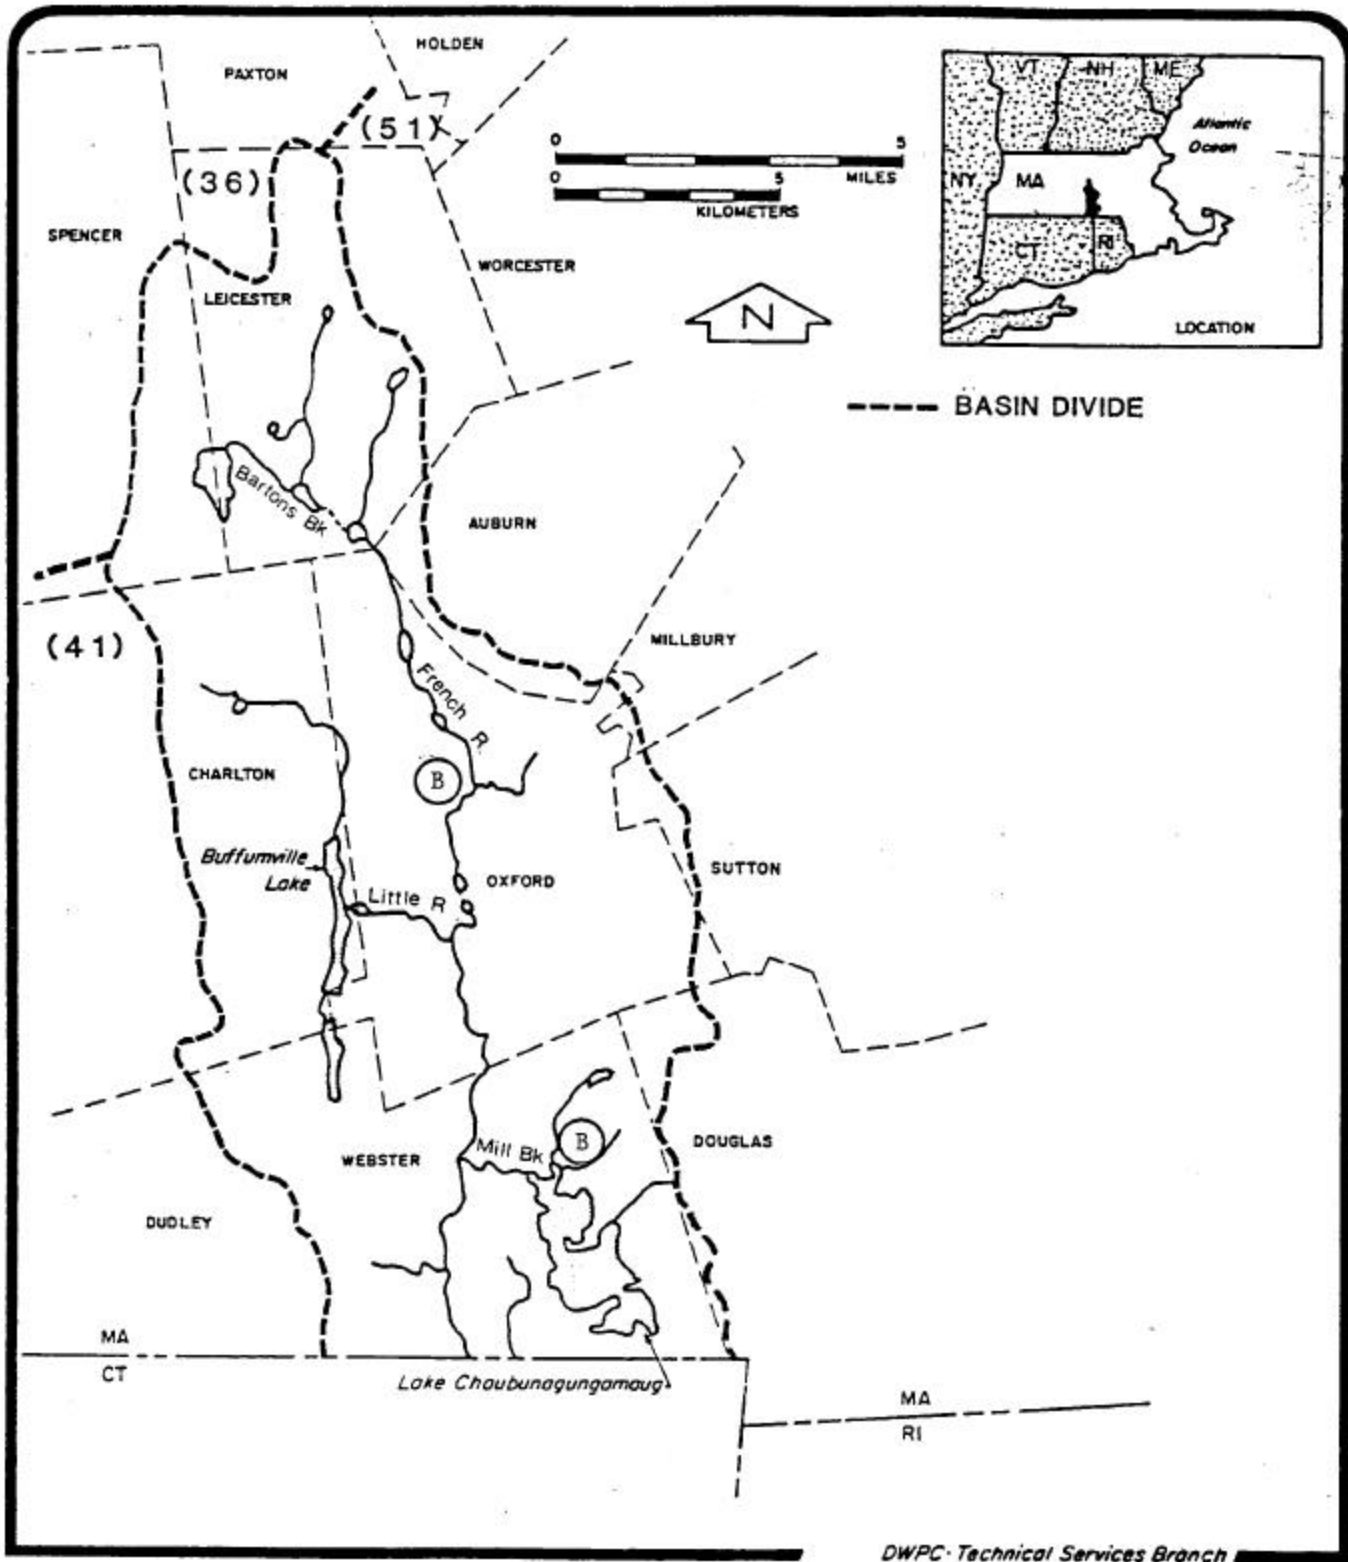 HOLDEN
PAXTON
(51)
(36)
SPENCER
LEICESTER
WORCESTER
0 5
MILES
0 5
KILOMETERS
N
VT NH ME
Atlantic
Ocean
NY MA
CT RI
LOCATION
BASIN DIVIDE
Bartons Bk
AUBURN
(41)
MILLBURY
French R
CHARLTON
B
Buffumville
Lake
Little R
OXFORD
SUTTON
WEBSTER
Mill Bk
B
DOUGLAS
DUDLEY
MA
CT
Lake Chaubunagungamaug
MA
RI
DWPC- Technical Services Branch